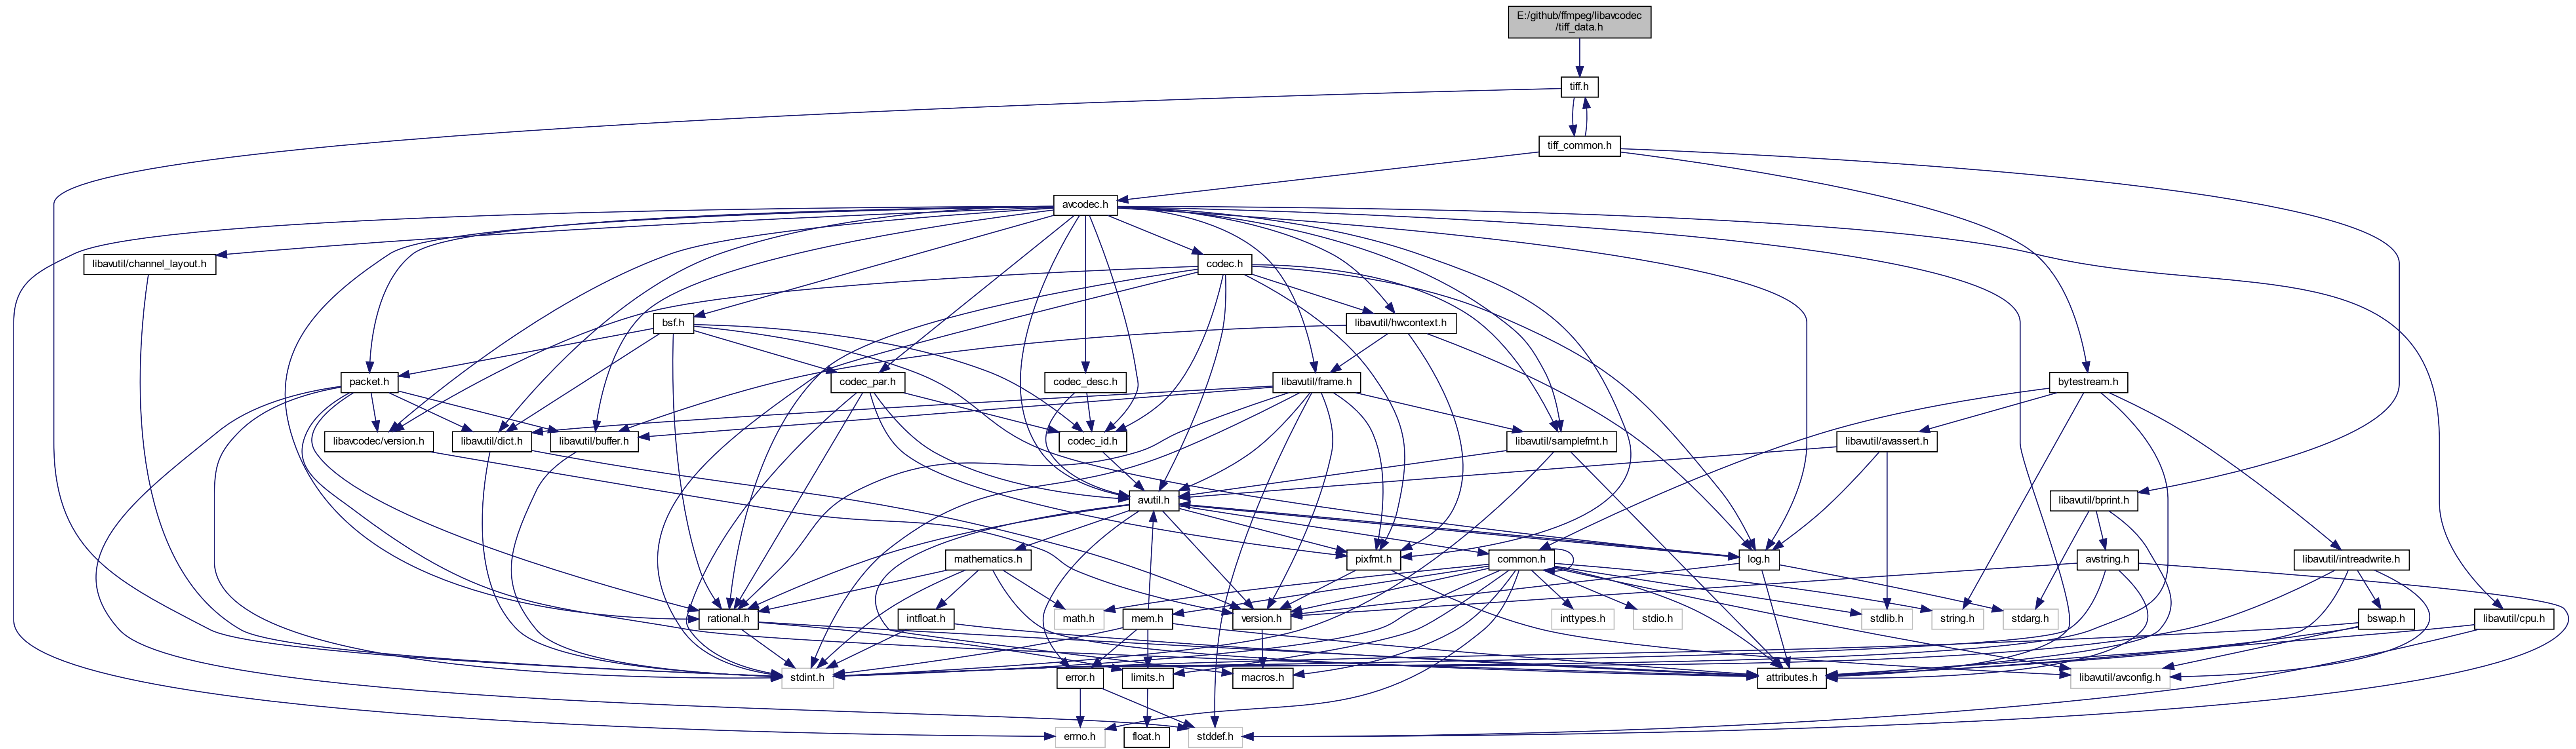 E:/github/ffmpeg/libavcodec
/tiff_data.h
tiff.h
tiff_common.h
avcodec.h
libavutil/channel_layout.h
codec.h
bsf.h
libavutil/hwcontext.h
packet.h
codec_par.h
codec_desc.h
libavutil/frame.h
bytestream.h
libavcodec/version.h
libavutil/dict.h
libavutil/buffer.h
codec_id.h
libavutil/samplefmt.h
libavutil/avassert.h
avutil.h
libavutil/bprint.h
mathematics.h
pixfmt.h
common.h
log.h
avstring.h
libavutil/intreadwrite.h
rational.h
intfloat.h
math.h
mem.h
version.h
inttypes.h
stdio.h
stdlib.h
string.h
stdarg.h
bswap.h
libavutil/cpu.h
stdint.h
error.h
limits.h
macros.h
attributes.h
libavutil/avconfig.h
errno.h
float.h
stddef.h